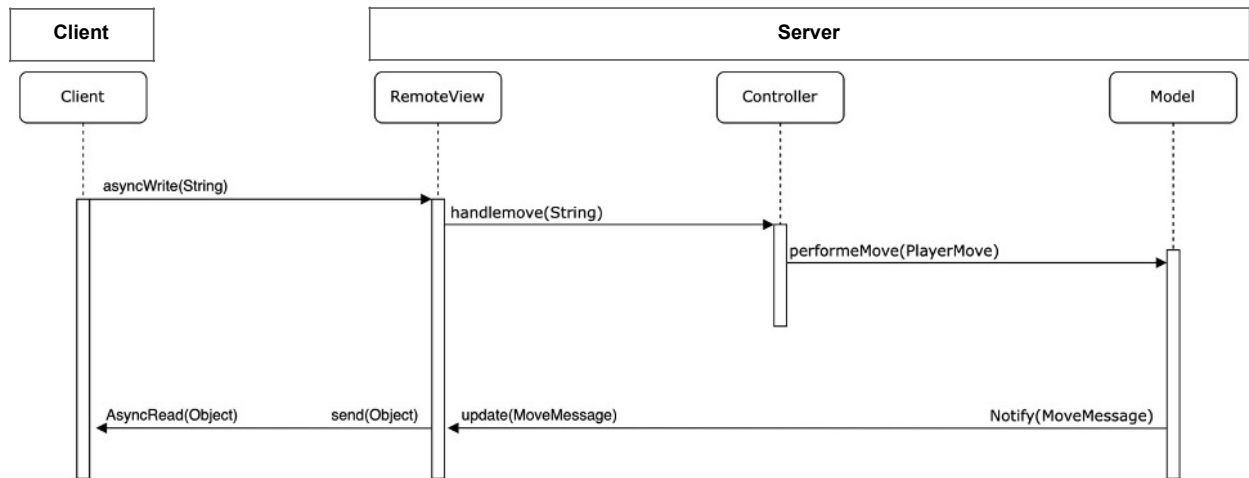 Client
Server
Client
RemoteView
Controller
Model
asyncWrite(String)
handlemove(String)
performeMove(PlayerMove)
AsyncRead(Object)
send(Object)
update(MoveMessage)
Notify(MoveMessage)